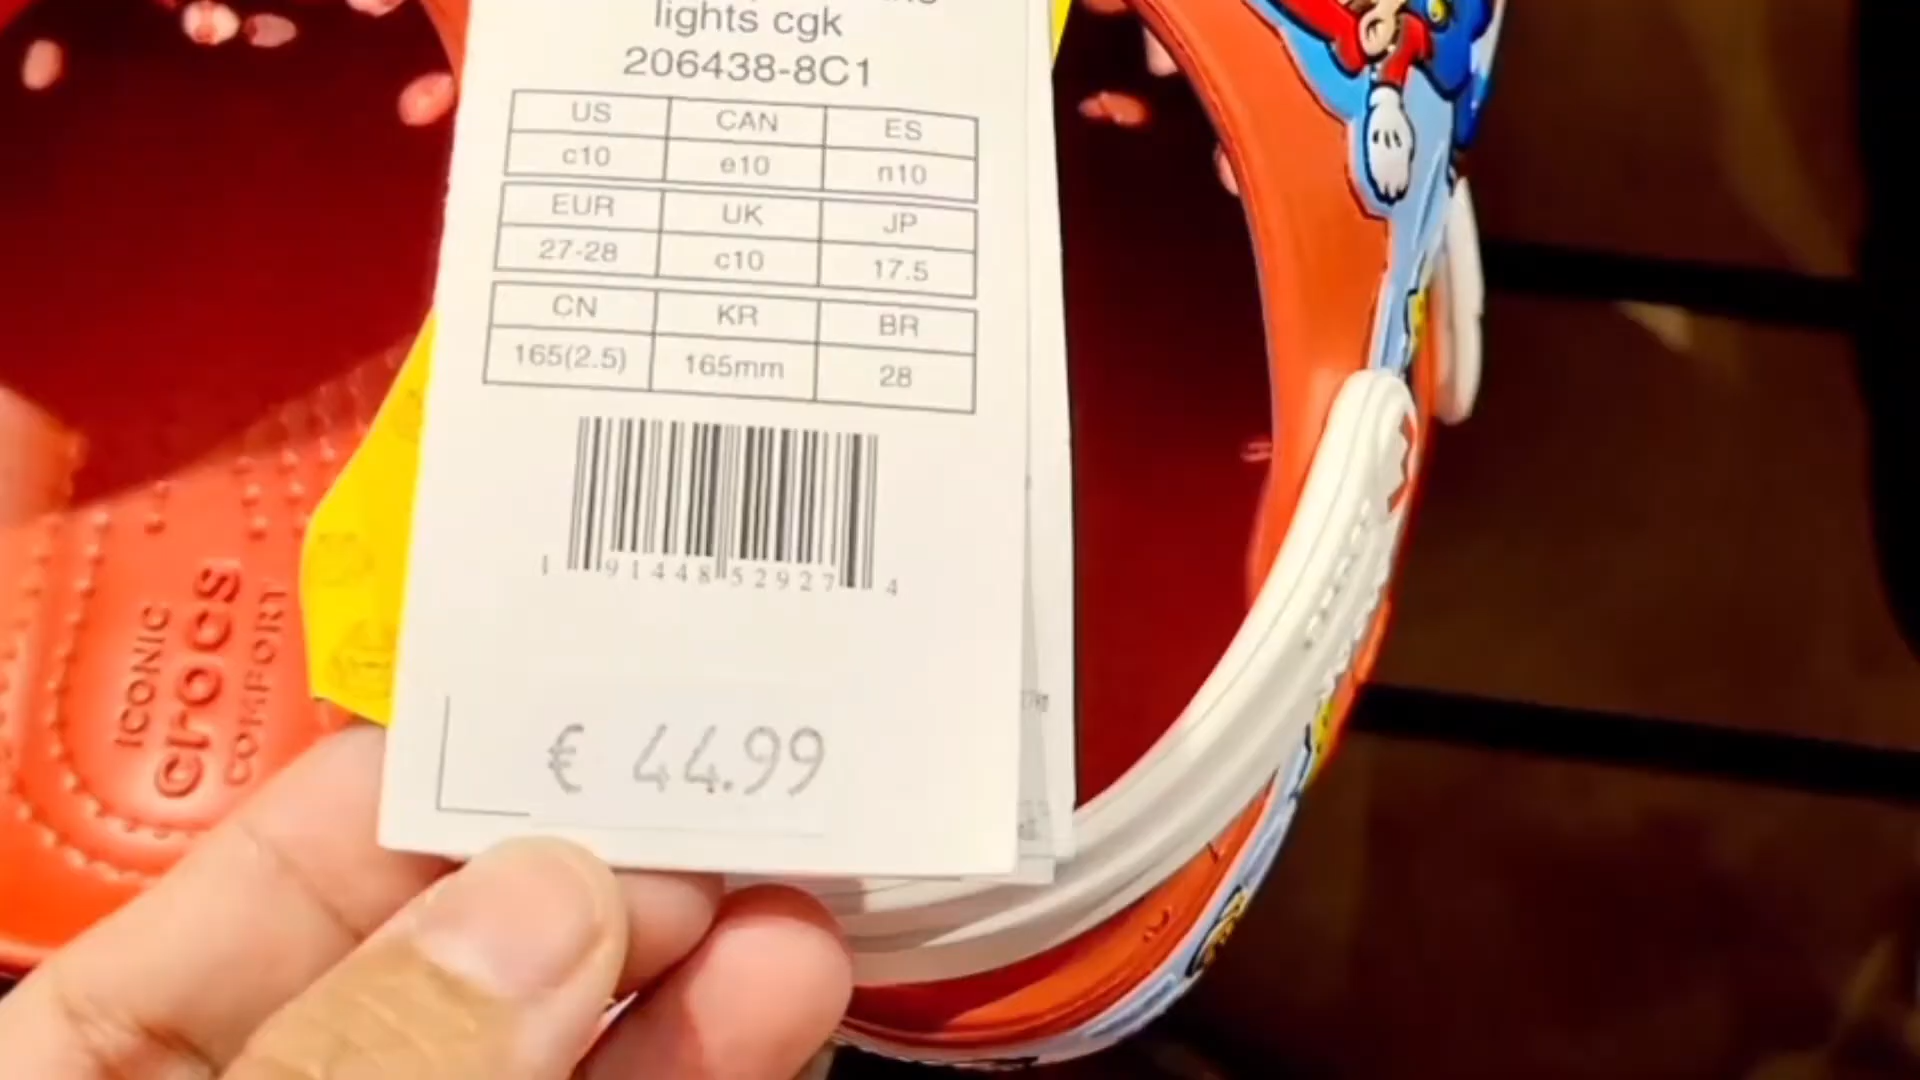 lights cgk
206438-8C1
US CAN ES
c10 e10 n10
EUR UK JP
27-28 c10 17.5
CN KR BR
165(2.5) 165mm 28
1 91448 52927 4
€ 44.99
ICONIC
crocs
COMFORT